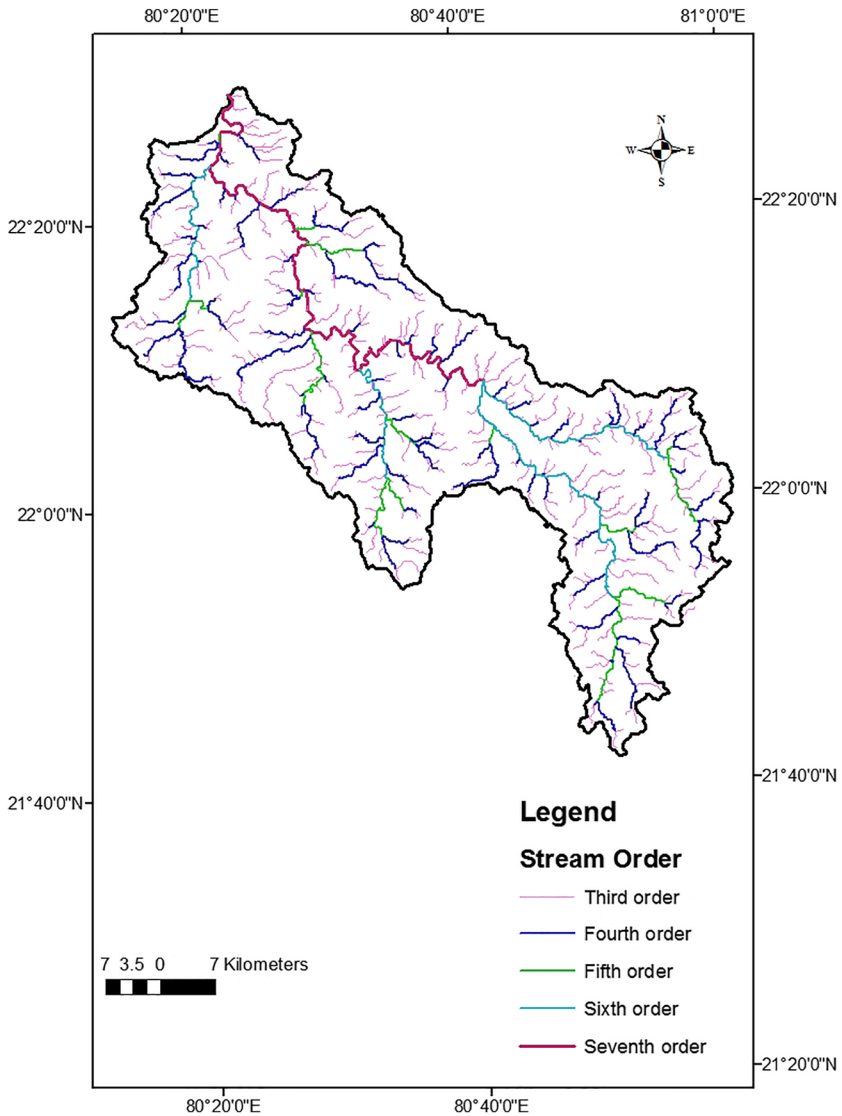 80°20'0"E 80°40'0"E 81°0'0"E
N
W E
S
22°20'0"N
22°20'0"N
22°0'0"N
22°0'0"N
21°40'0"N
21°40'0"N
Legend
Stream Order
Third order
Fourth order
Fifth order
Sixth order
Seventh order
7 3.5 0 7 Kilometers
21°20'0"N
80°20'0"E 80°40'0"E